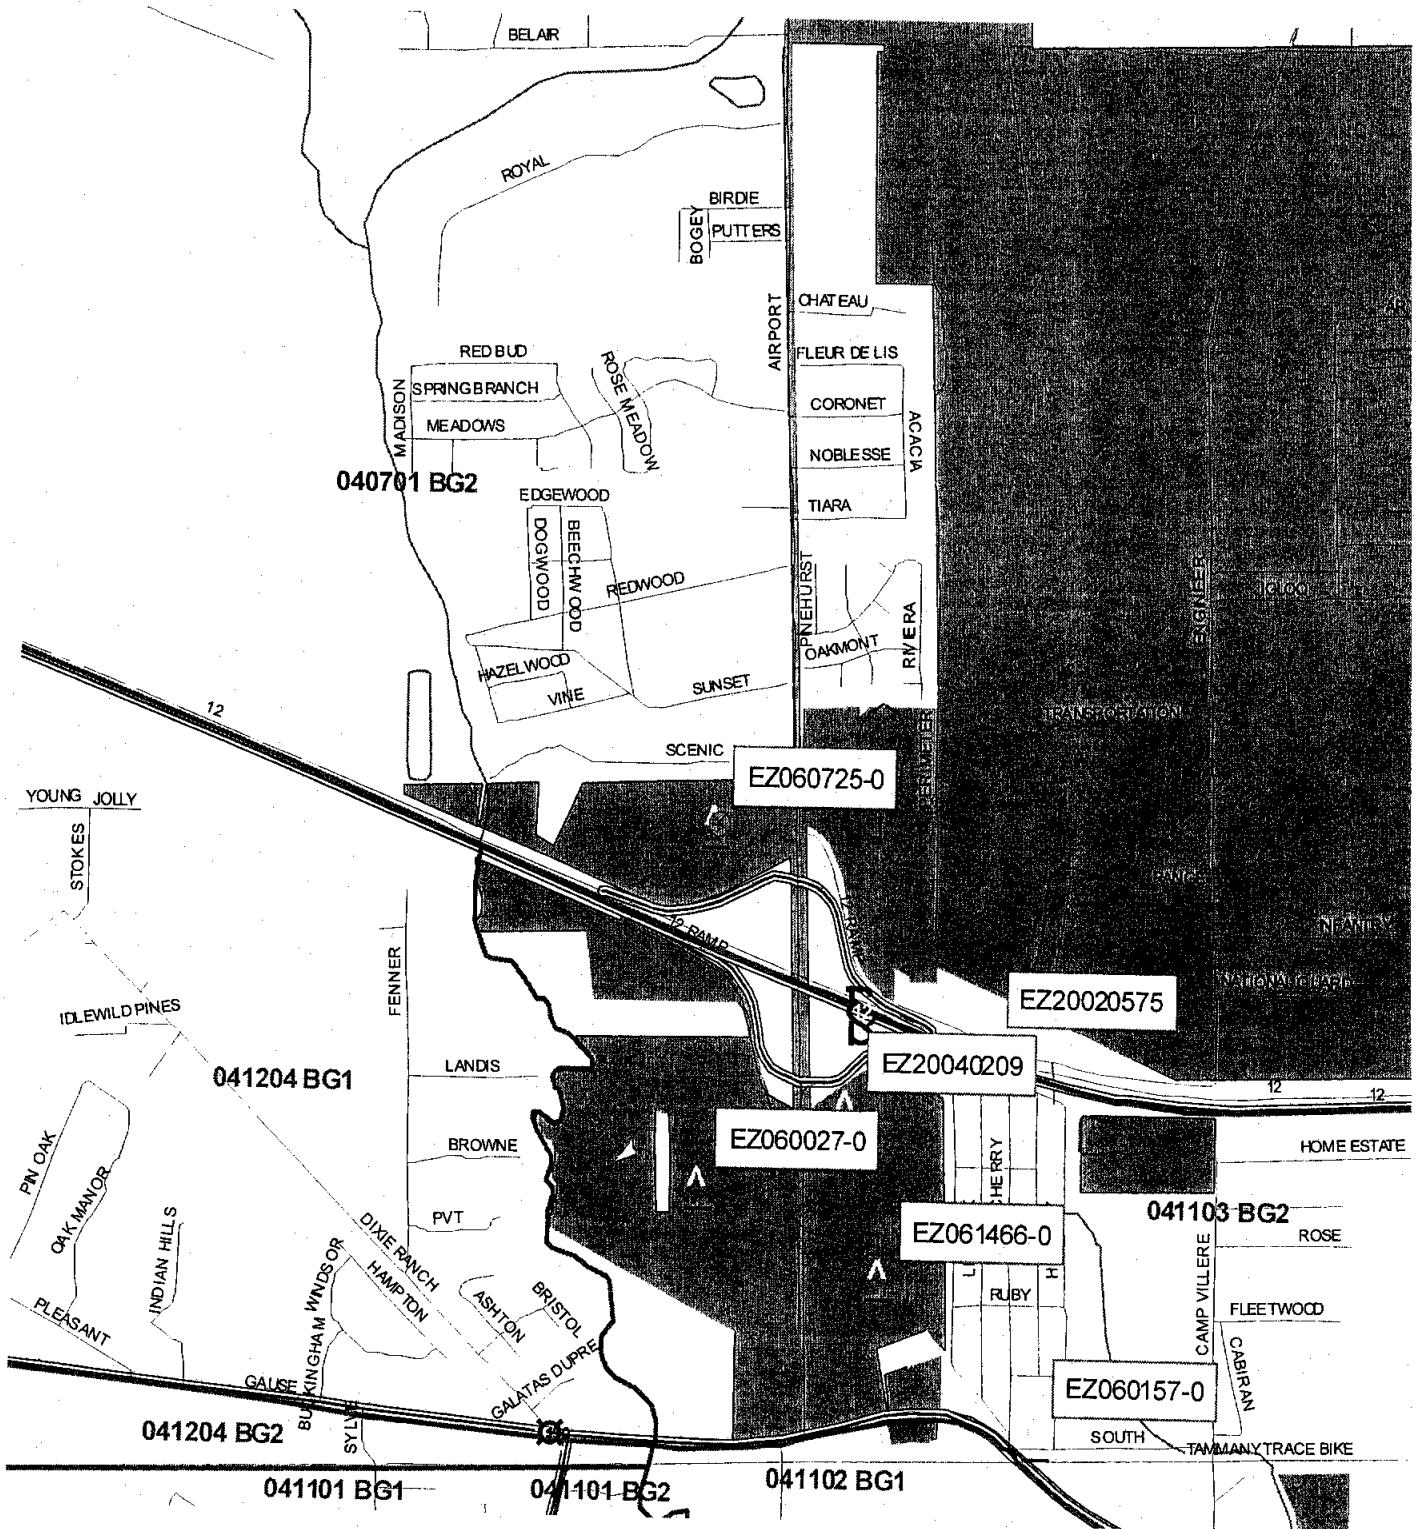 BELAIR
ROYAL
BIRDIE
BOGEY
PUTTERS
AIRPORT
CHATEAU
RED BUD
ROSE MEADOW
FLEUR DE LIS
MADISON
SPRING BRANCH
CORONET
ACACIA
MEADOWS
NOBLESSE
040701 BG2
EDGEWOOD
TIARA
DOGWOOD
BEECHWOOD
REDWOOD
PINEHURST
ENGINEER
IGLOO
OAKMONT
RIVIERA
HAZELWOOD
VINE
SUNSET
12
TRANSPORTATION
PERIMETER
SCENIC
EZ060725-0
YOUNG JOLLY
STOKES
12 RAMP
12 RAMP
FENNER
NATIONAL GUARD
EZ20020575
IDLEWILD PINES
EZ20040209
041204 BG1
LANDIS
12
12
EZ060027-0
PIN OAK
BROWNE
CHERRY
HOME ESTATE
OAK MANOR
041103 BG2
PVT
DIXIE RANCH
INDIAN HILLS
EZ061466-0
ROSE
WINDSOR
HAMPTON
ASHTON
BRISTOL
RUBY
CAMP VILLERE
FLEETWOOD
PLEASANT
BUCKINGHAM
GALATAS DUPRE
CABIRAN
GAUSE
EZ060157-0
041204 BG2
SYLVE
SOUTH
TAMMANY TRACE BIKE
041101 BG1
041101 BG2
041102 BG1